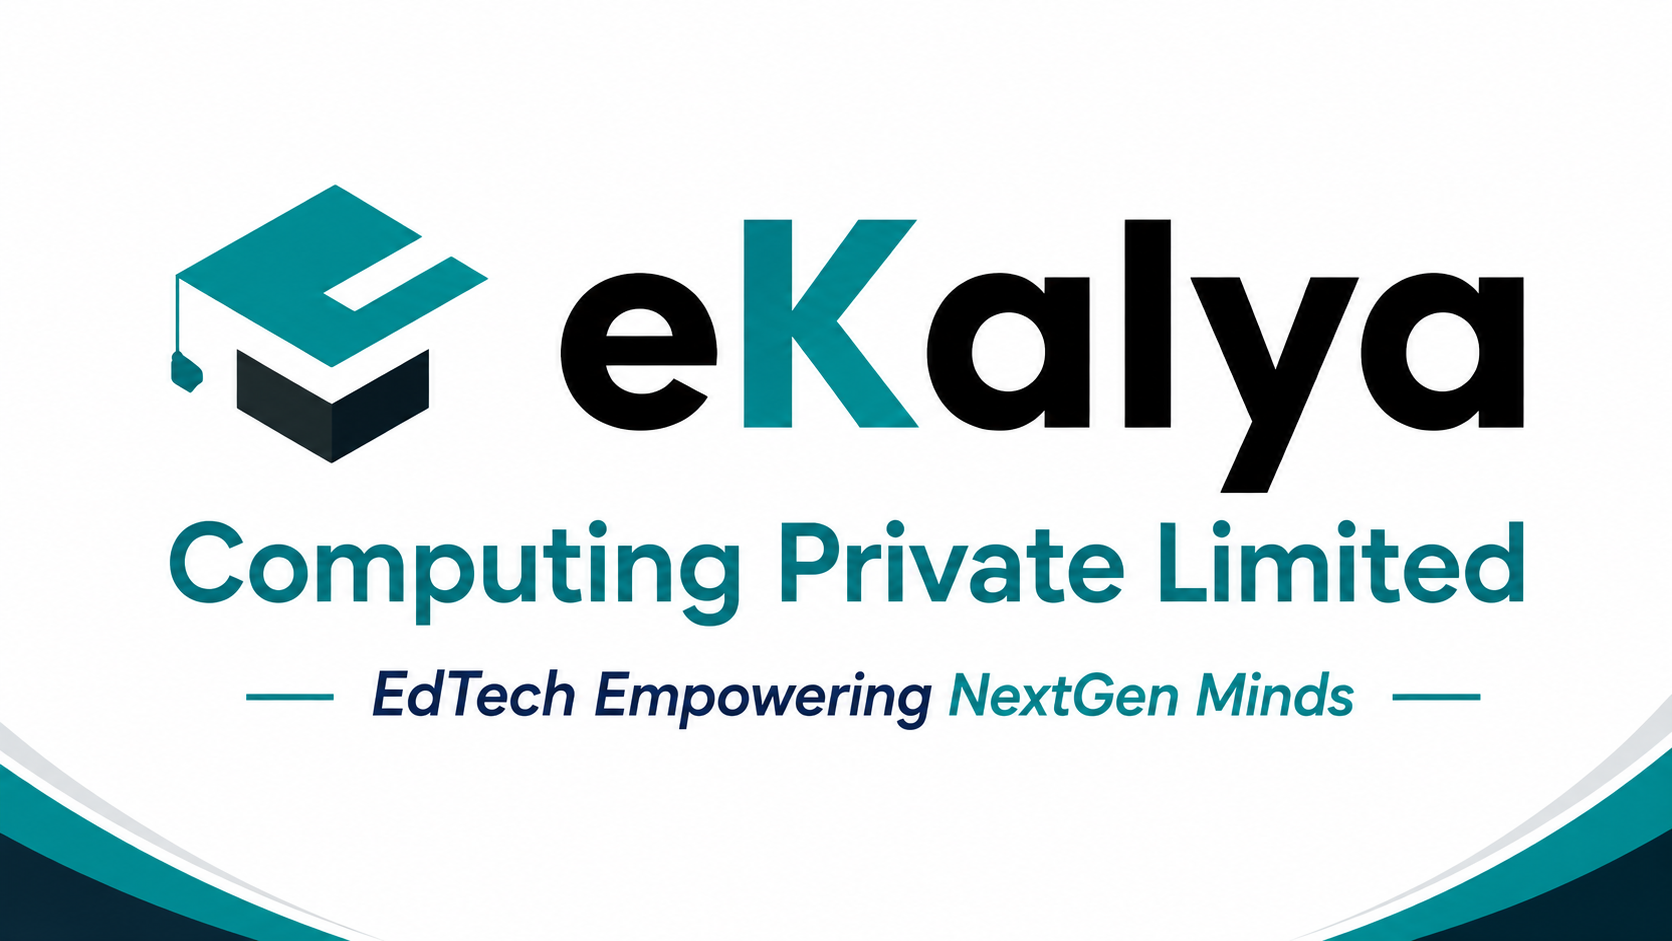 eKalya
Computing Private Limited
EdTech Empowering NextGen Minds